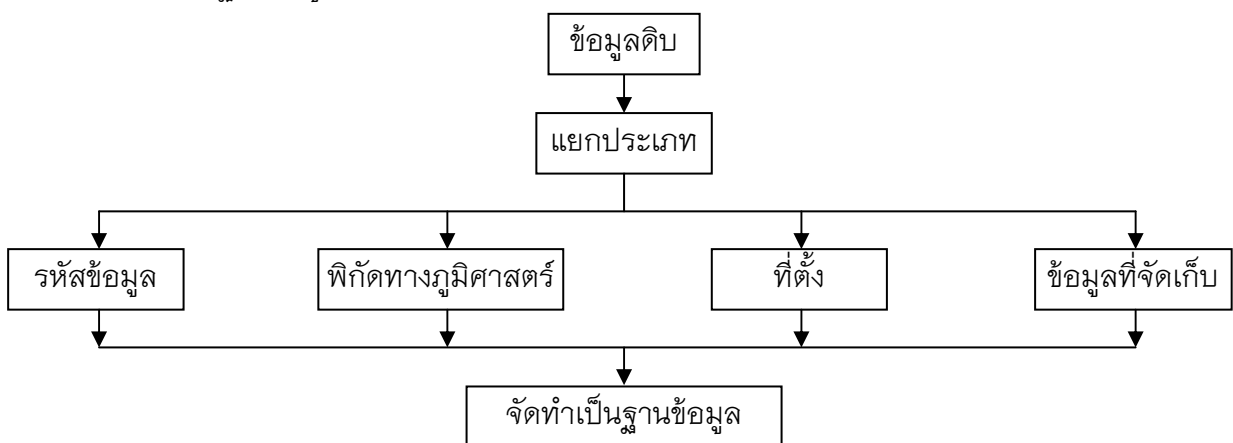 ข้อมูลดิบ
แยกประเภท
รหัสข้อมูล
พิกัดทางภูมิศาสตร์
ที่ตั้ง
ข้อมูลที่จัดเก็บ
จัดทำเป็นฐานข้อมูล